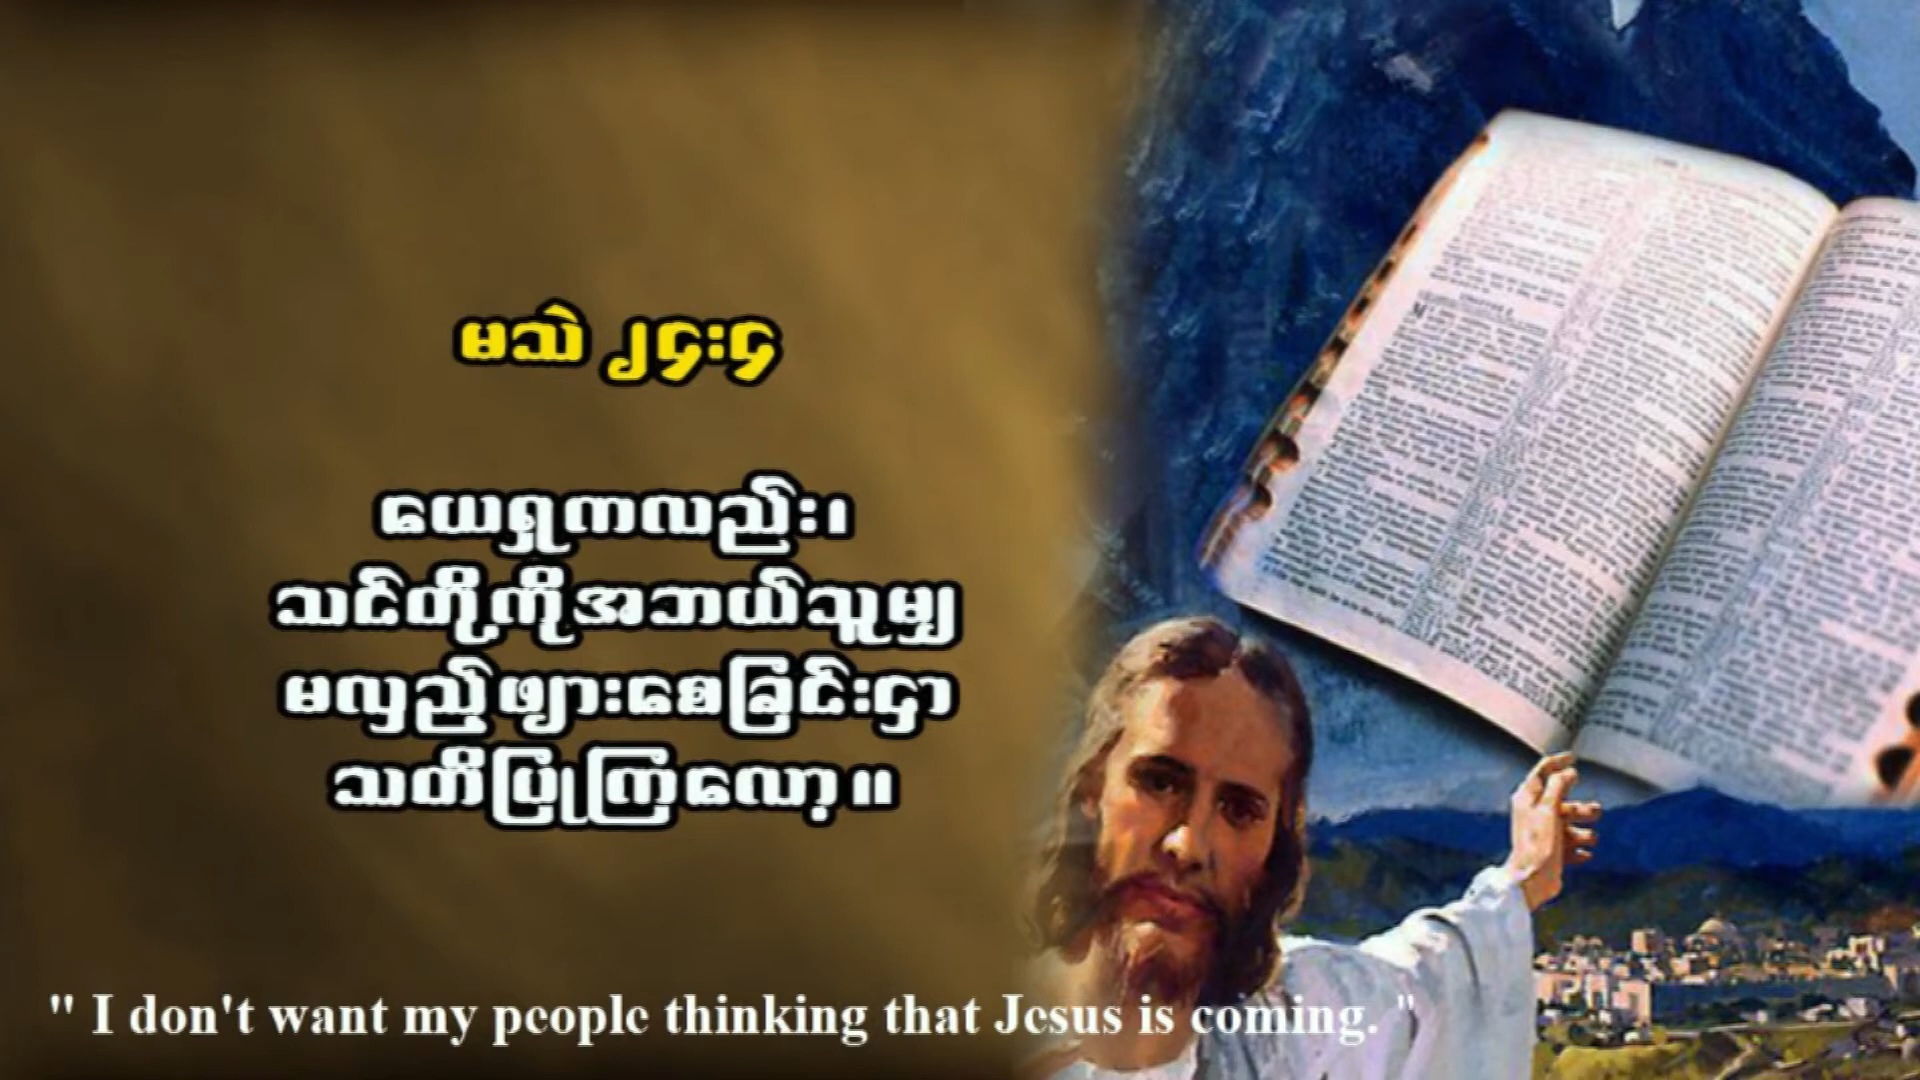 မဿဲ ၂၄:၄
ယေရှုကလည်း၊
သင်တို့ကိုအဘယ်သူမျှ
မလှည့်ဖျားစေခြင်းငှာ
သတိပြုကြလော့။
" I don't want my people thinking that Jesus is coming. "